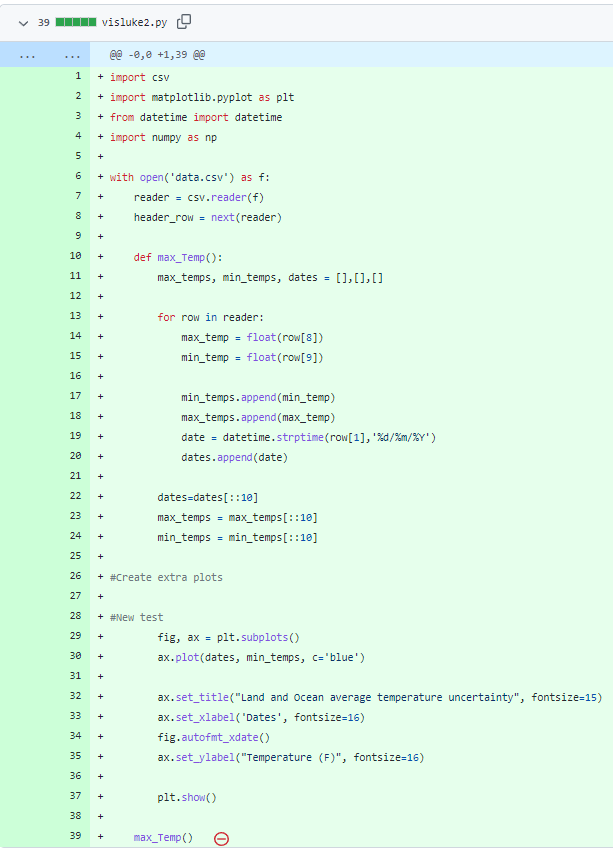 39 visluke2.py
... ... @@ -0,0 +1,39 @@
1 + import csv
2 + import matplotlib.pyplot as plt
3 + from datetime import datetime
4 + import numpy as np
5 +
6 + with open('data.csv') as f:
7 +     reader = csv.reader(f)
8 +     header_row = next(reader)
9 +
10 +     def max_Temp():
11 +         max_temps, min_temps, dates = [],[],[]
12 +
13 +         for row in reader:
14 +             max_temp = float(row[8])
15 +             min_temp = float(row[9])
16 +
17 +             min_temps.append(min_temp)
18 +             max_temps.append(max_temp)
19 +             date = datetime.strptime(row[1],'%d/%m/%Y')
20 +             dates.append(date)
21 +
22 +         dates=dates[::10]
23 +         max_temps = max_temps[::10]
24 +         min_temps = min_temps[::10]
25 +
26 + #Create extra plots
27 +
28 + #New test
29 +         fig, ax = plt.subplots()
30 +         ax.plot(dates, min_temps, c='blue')
31 +
32 +         ax.set_title("Land and Ocean average temperature uncertainty", fontsize=15)
33 +         ax.set_xlabel('Dates', fontsize=16)
34 +         fig.autofmt_xdate()
35 +         ax.set_ylabel("Temperature (F)", fontsize=16)
36 +
37 +         plt.show()
38 +
39 +     max_Temp()